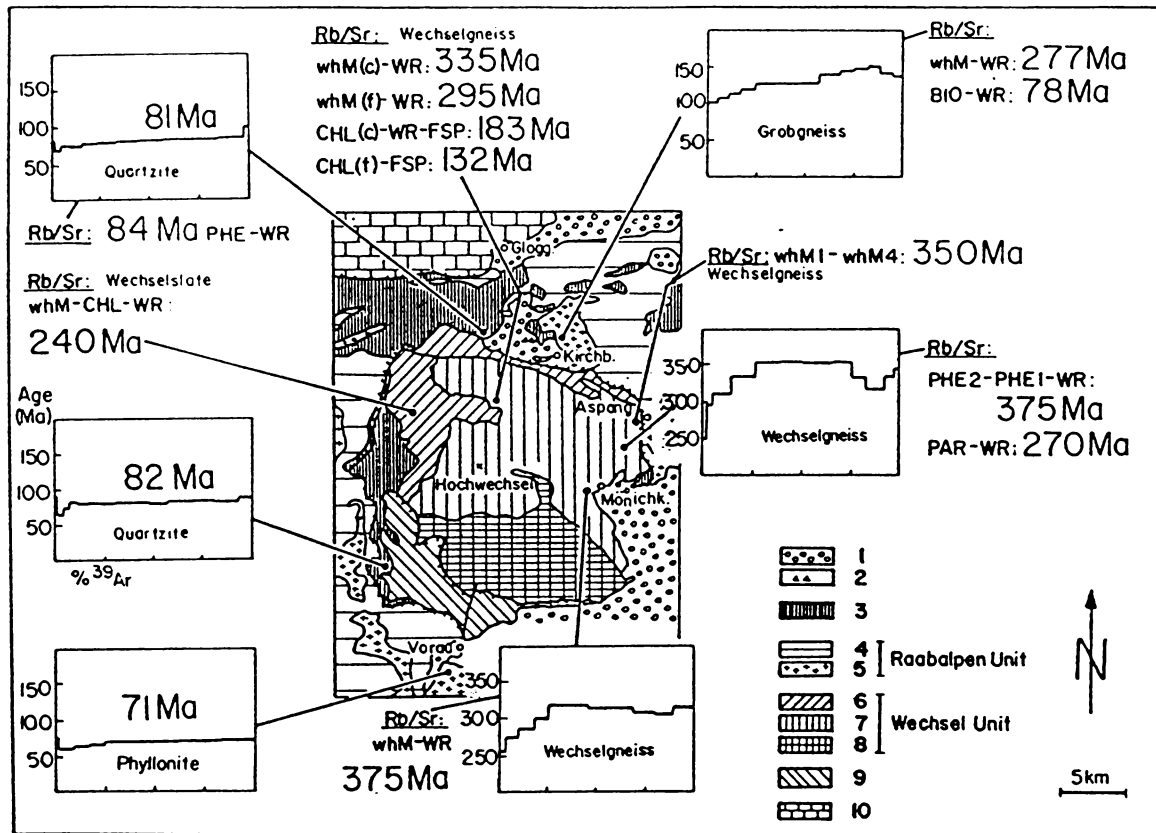 150
100
50
81 Ma
Quartzite
Rb/Sr: 84 Ma PHE-WR
Rb/Sr: Wechselgneiss
whM(c)-WR: 335 Ma
whM(f)-WR: 295 Ma
CHL(c)-WR-FSP: 183 Ma
CHL(f)-FSP: 132 Ma
150
100
50
Grobgneiss
Rb/Sr:
whM-WR: 277 Ma
BIO-WR: 78 Ma
Rb/Sr: Wechselslate
whM-CHL-WR:
240 Ma
Rb/Sr: whM1-whM4: 350 Ma
Wechselgneiss
350
300
250
Wechselgneiss
Rb/Sr:
PHE2-PHE1-WR:
375 Ma
PAR-WR: 270 Ma
Age
(Ma)
150
100
50
82 Ma
Quartzite
% 39Ar
Glogg.
Kirchb.
Aspang
Hochwechsel
Mönichk.
Vorau
150
100
50
71 Ma
Phyllonite
Rb/Sr:
whM-WR
375 Ma
350
300
250
Wechselgneiss
1
2
3
4
5
Raabalpen Unit
6
7
8
Wechsel Unit
9
10
N
5 km